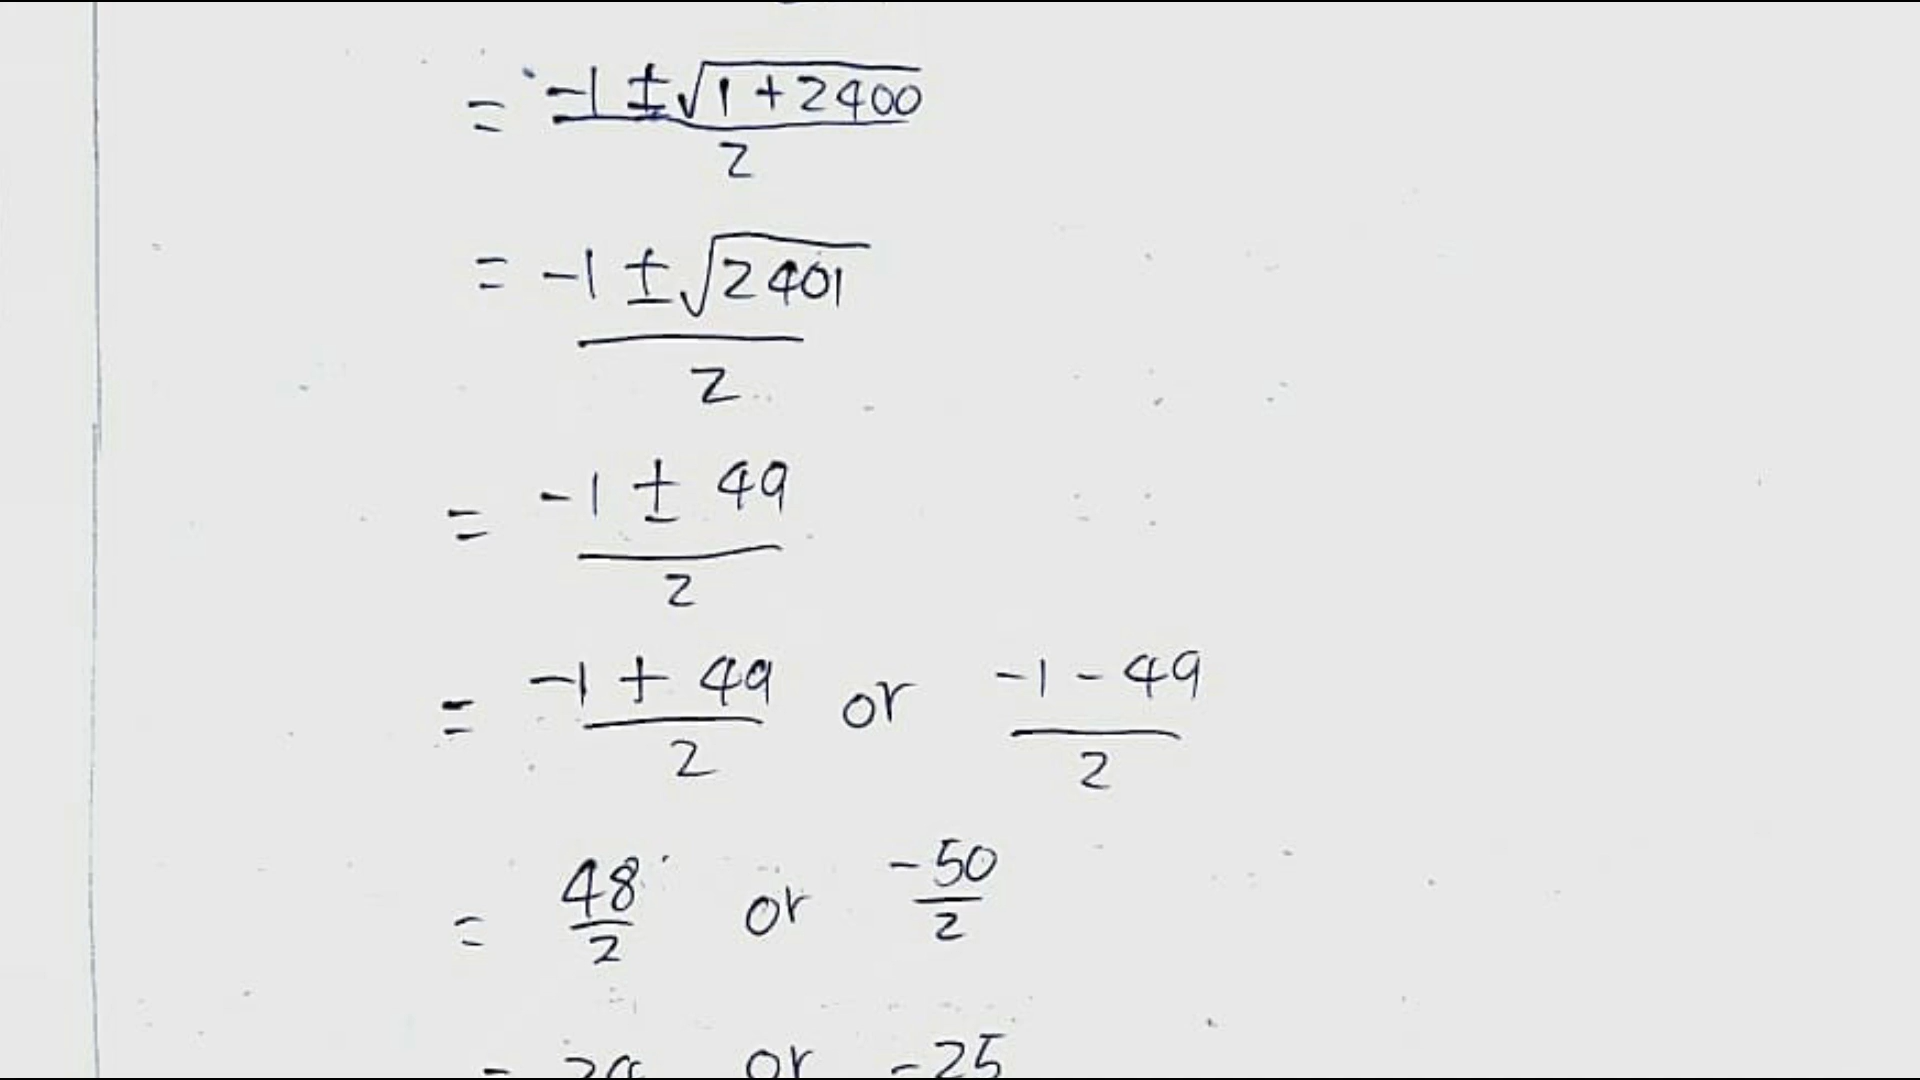 = -1 ± √1 + 2400
2
= -1 ± √2401
2
= -1 ± 49
2
= -1 + 49 or -1 - 49
2 2
= 48 or -50
2 2
= or -25